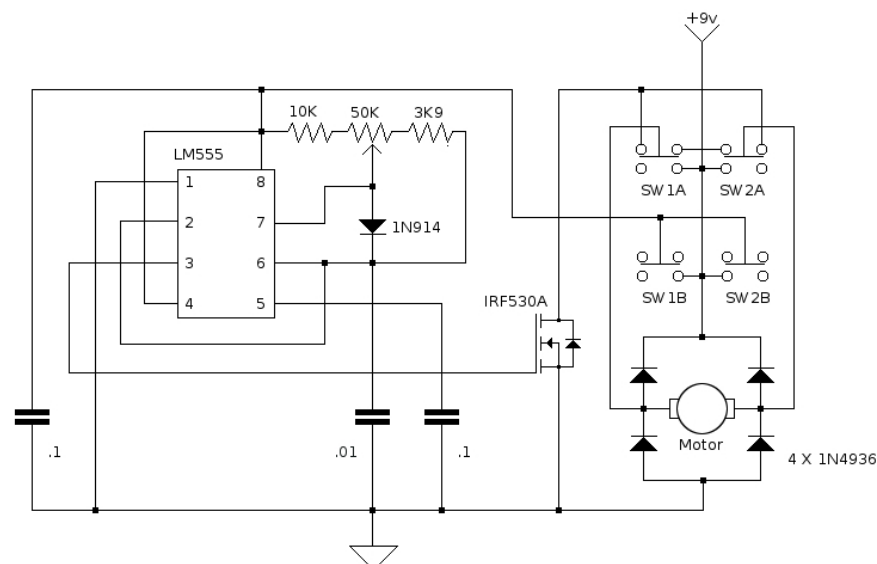 +9v
10K 50K 3K9
LM555
1 8
2 7
3 6
4 5
1N914
SW1A SW2A
SW1B SW2B
IRF530A
Motor
.1 .01 .1
4 X 1N4936